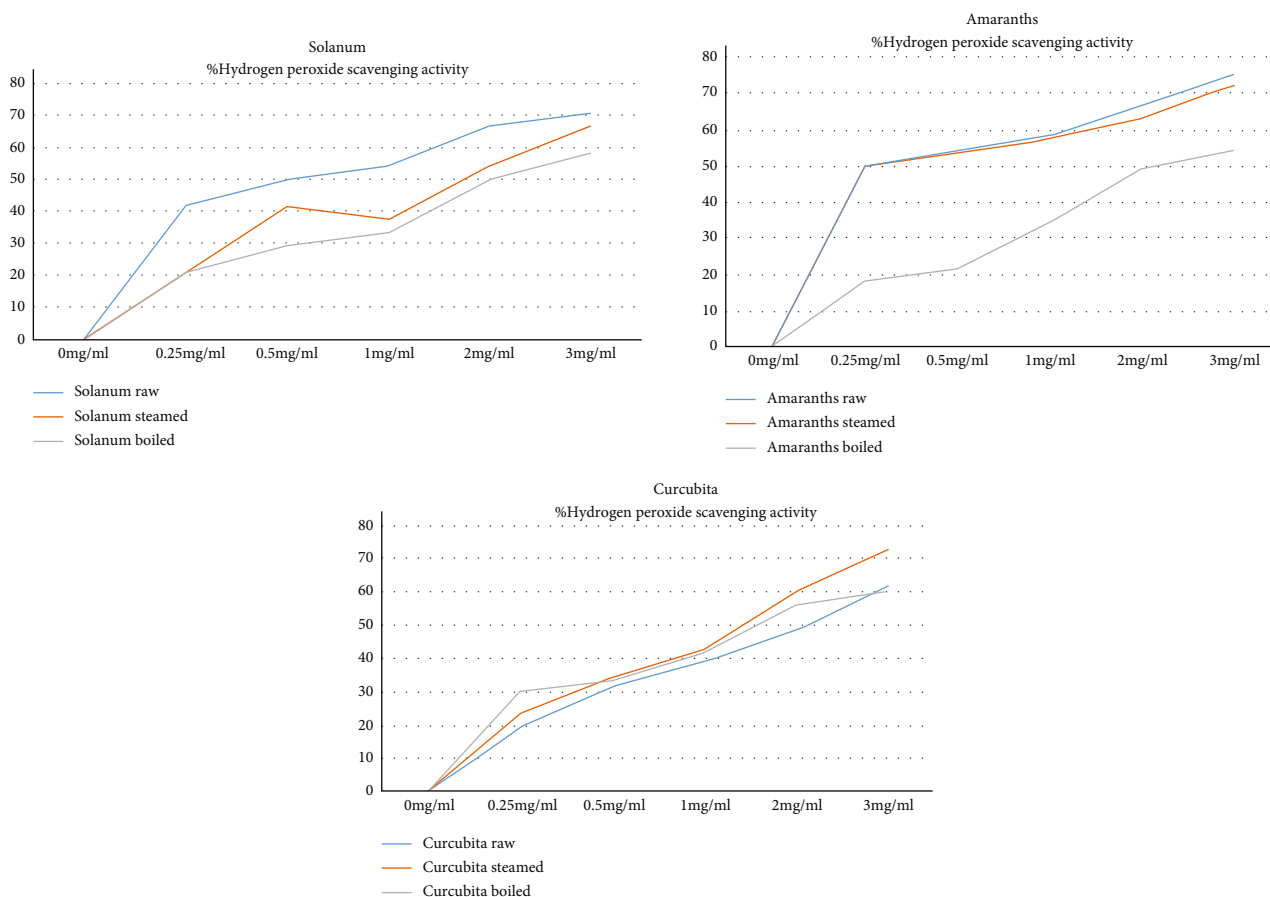 Solanum
%Hydrogen peroxide scavenging activity
80
70
60
50
40
30
20
10
0
0mg/ml 0.25mg/ml 0.5mg/ml 1mg/ml 2mg/ml 3mg/ml
Solanum raw
Solanum steamed
Solanum boiled
Amaranths
%Hydrogen peroxide scavenging activity
80
70
60
50
40
30
20
10
0
0mg/ml 0.25mg/ml 0.5mg/ml 1mg/ml 2mg/ml 3mg/ml
Amaranths raw
Amaranths steamed
Amaranths boiled
Curcubita
%Hydrogen peroxide scavenging activity
80
70
60
50
40
30
20
10
0
0mg/ml 0.25mg/ml 0.5mg/ml 1mg/ml 2mg/ml 3mg/ml
Curcubita raw
Curcubita steamed
Curcubita boiled